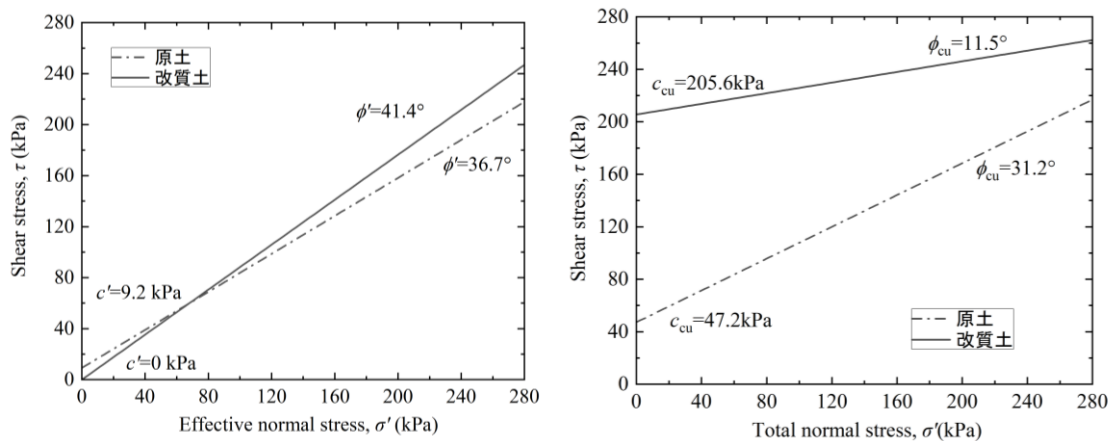 280
240
200
160
120
80
40
0
0 40 80 120 160 200 240 280
Shear stress, τ (kPa)
Effective normal stress, σ′ (kPa)
原土
改質土
ϕ′=41.4°
ϕ′=36.7°
c′=9.2 kPa
c′=0 kPa
280
240
200
160
120
80
40
0
0 40 80 120 160 200 240 280
Shear stress, τ (kPa)
Total normal stress, σ′(kPa)
ϕcu=11.5°
ccu=205.6kPa
ϕcu=31.2°
ccu=47.2kPa
原土
改質土